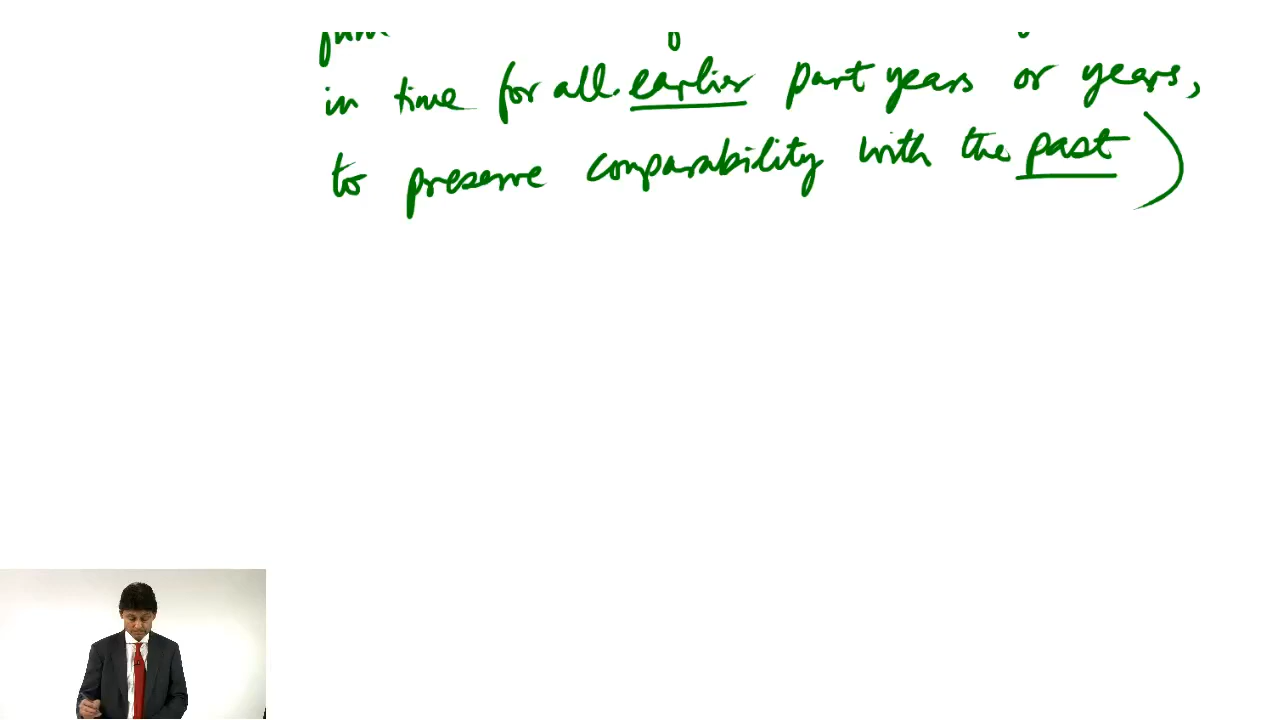 in time for all earlier part years or years,
to preserve comparability with the past)